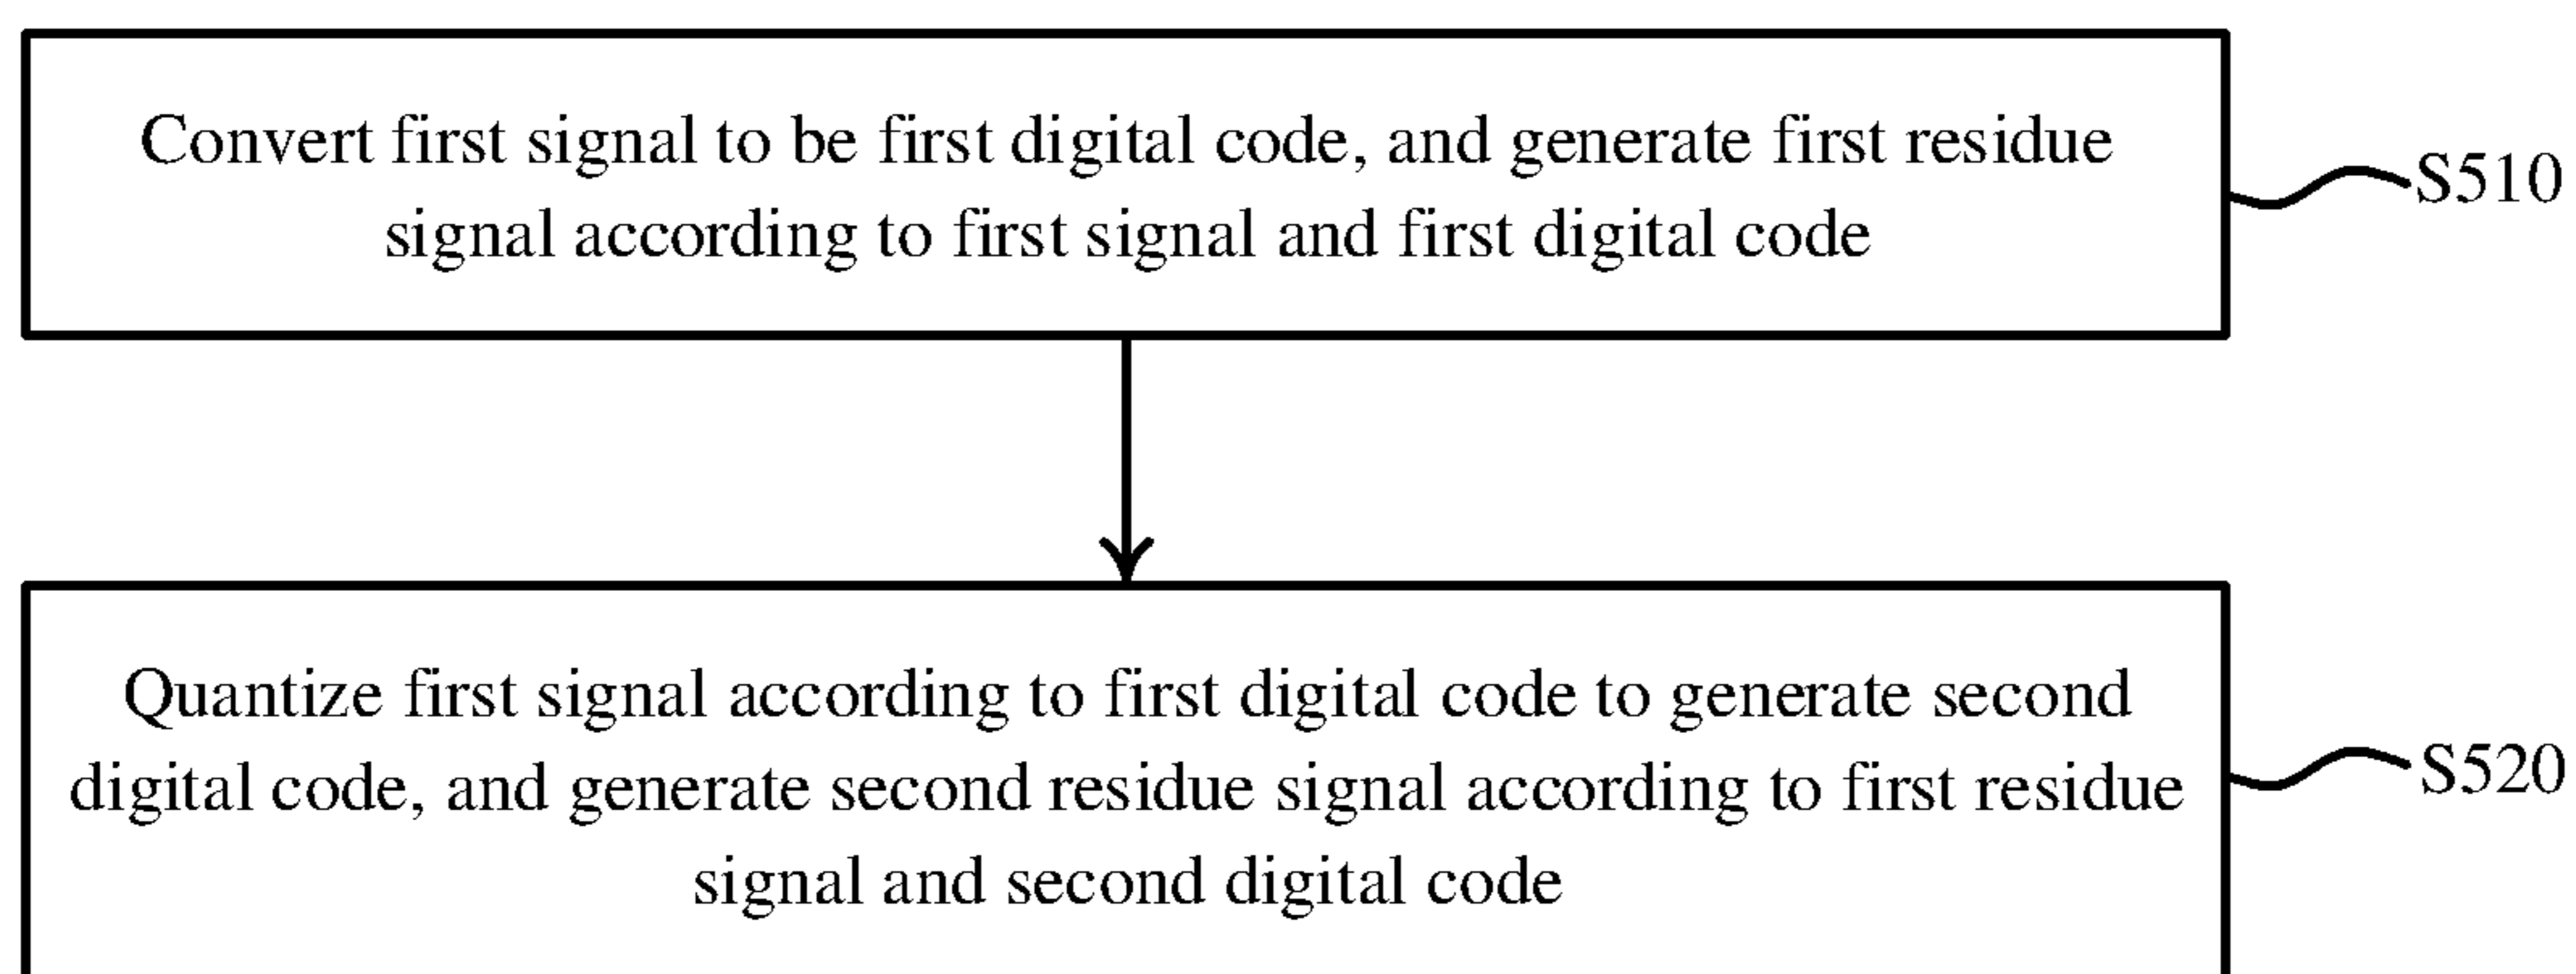 Convert first signal to be first digital code, and generate first residue
signal according to first signal and first digital code
S510
Quantize first signal according to first digital code to generate second
digital code, and generate second residue signal according to first residue
signal and second digital code
S520